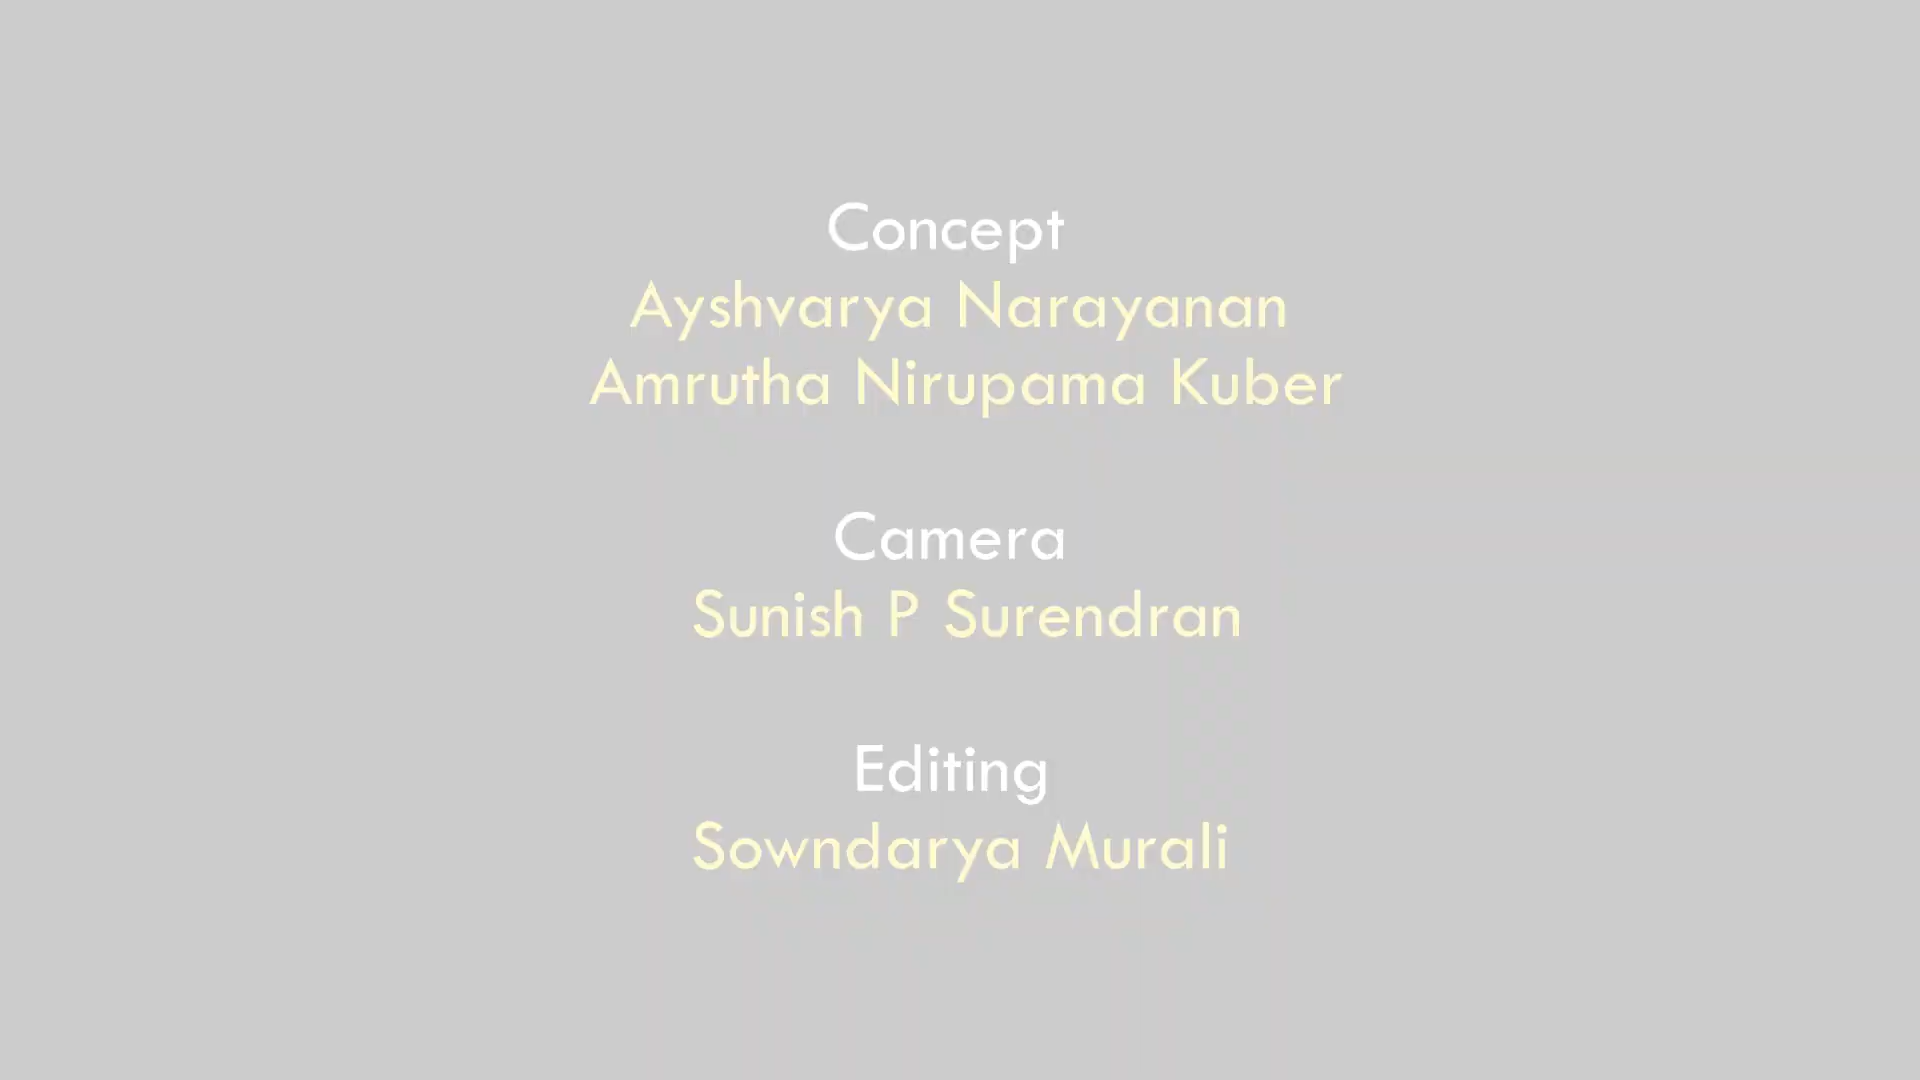 Concept
Ayshvarya Narayanan
Amrutha Nirupama Kuber
Camera
Sunish P Surendran
Editing
Sowndarya Murali